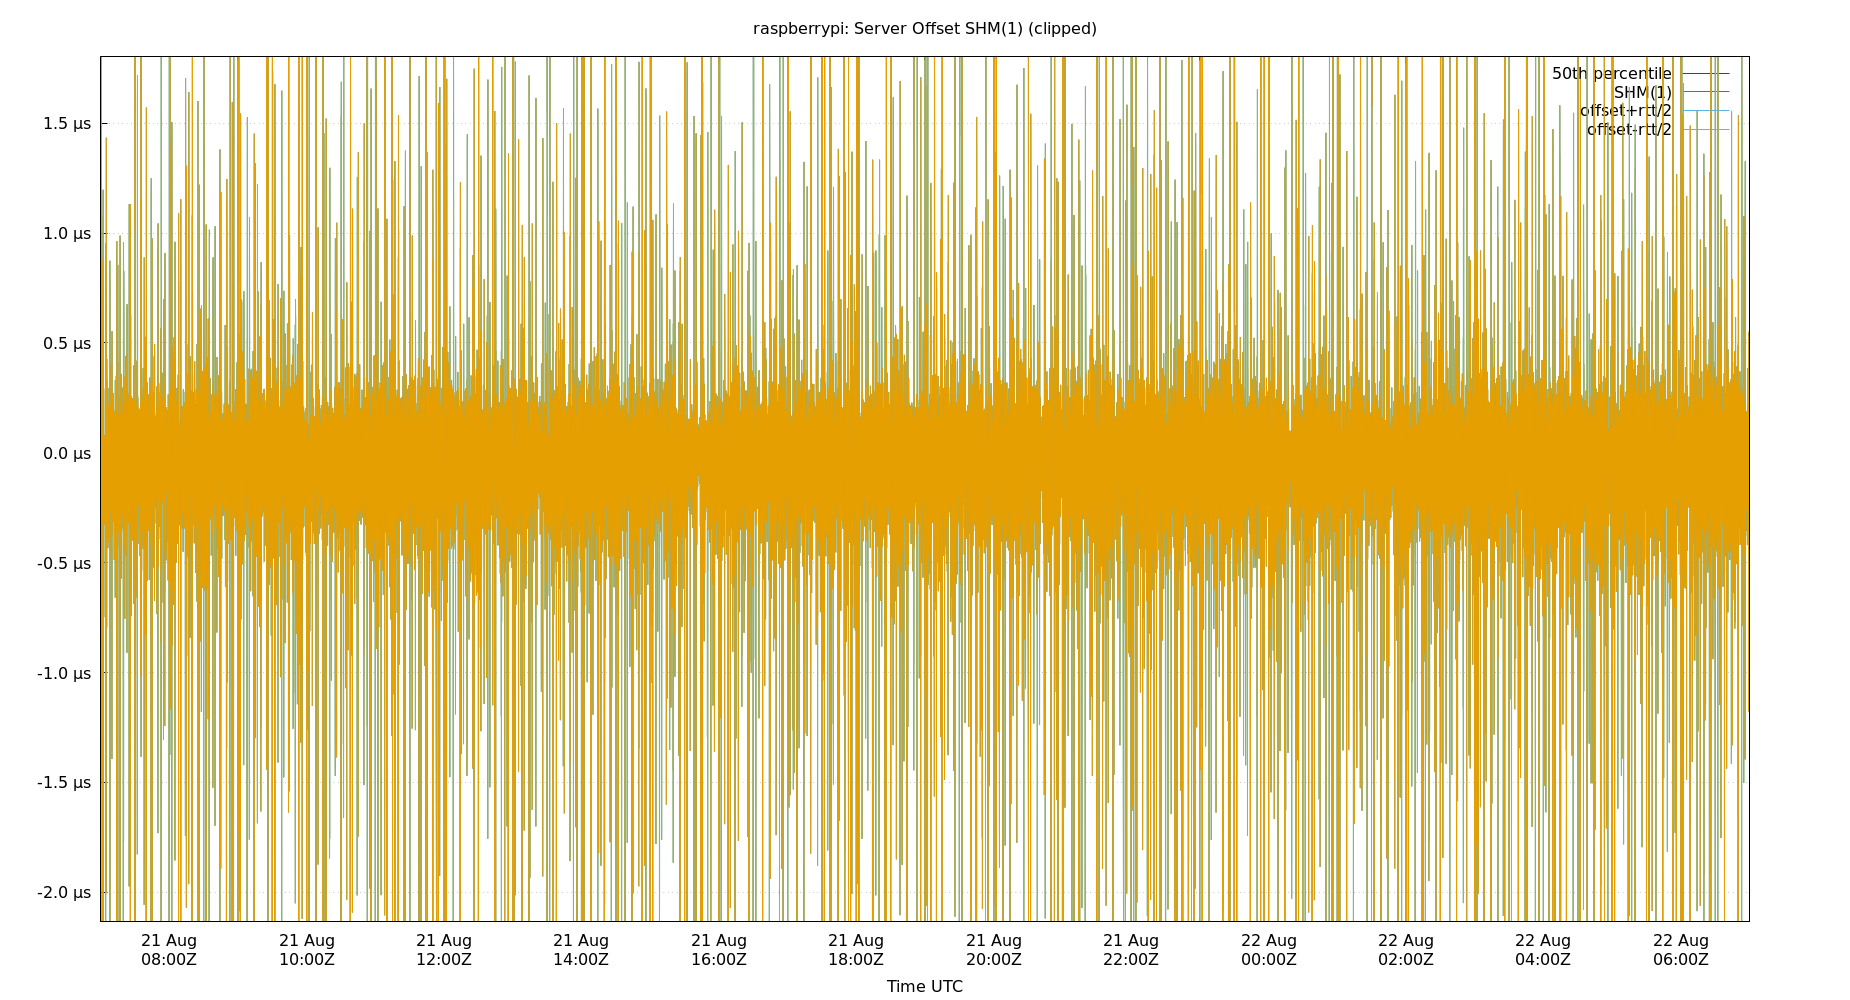 raspberrypi: Server Offset SHM(1) (clipped)
50th percentile
SHM(1)
offset+rtt/2
offset-rtt/2
1.5 µs
1.0 µs
0.5 µs
0.0 µs
-0.5 µs
-1.0 µs
-1.5 µs
-2.0 µs
21 Aug 21 Aug 21 Aug 21 Aug 21 Aug 21 Aug 21 Aug 21 Aug 22 Aug 22 Aug 22 Aug 22 Aug
08:00Z 10:00Z 12:00Z 14:00Z 16:00Z 18:00Z 20:00Z 22:00Z 00:00Z 02:00Z 04:00Z 06:00Z
Time UTC